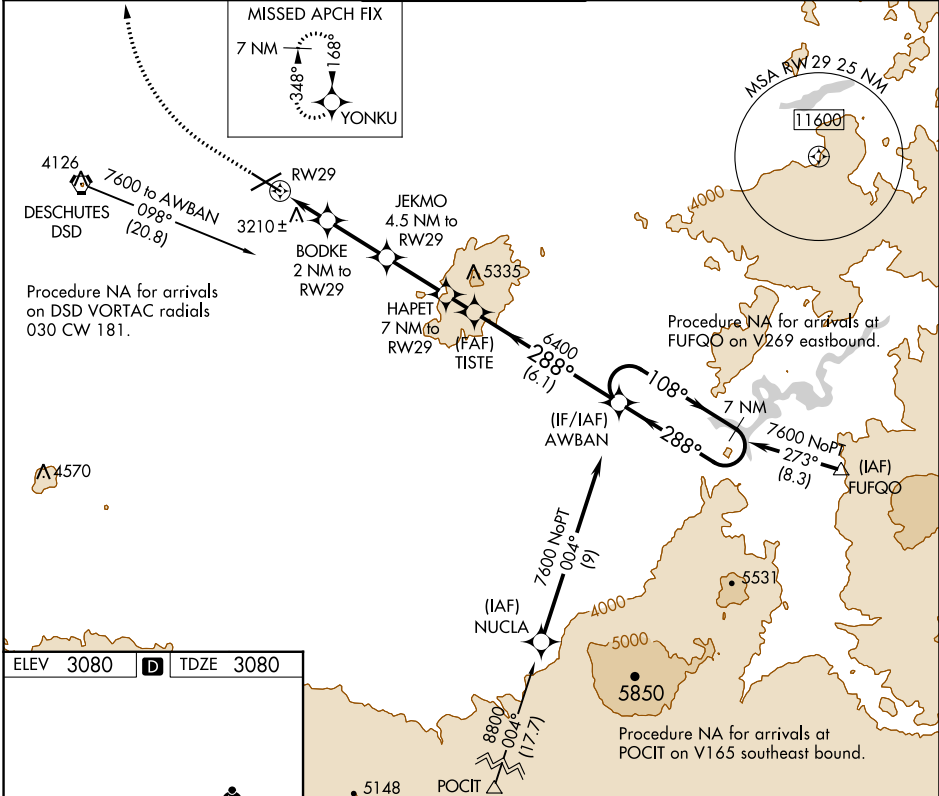 MISSED APCH FIX
7 NM
348°
168°
YONKU
MSA RW 29 25 NM
11600
4000
4126
DESCHUTES
DSD
7600 to AWBAN
098°
(20.8)
RW29
3210 ±
BODKE
2 NM to
RW29
JEKMO
4.5 NM to
RW29
5335
HAPET
7 NM to
RW29
(FAF)
TISTE
Procedure NA for arrivals
on DSD VORTAC radials
030 CW 181.
Procedure NA for arrivals at
FUFQO on V269 eastbound.
6400
288°
(6.1)
108°
7 NM
288°
(IF/IAF)
AWBAN
7600 NoPT
273°
(8.3)
(IAF)
FUFQO
4570
7600 NoPT
004°
(9)
(IAF)
NUCLA
4000
5531
5000
5850
ELEV 3080 D TDZE 3080
8800
004°
(17.7)
Procedure NA for arrivals at
POCIT on V165 southeast bound.
5148
POCIT